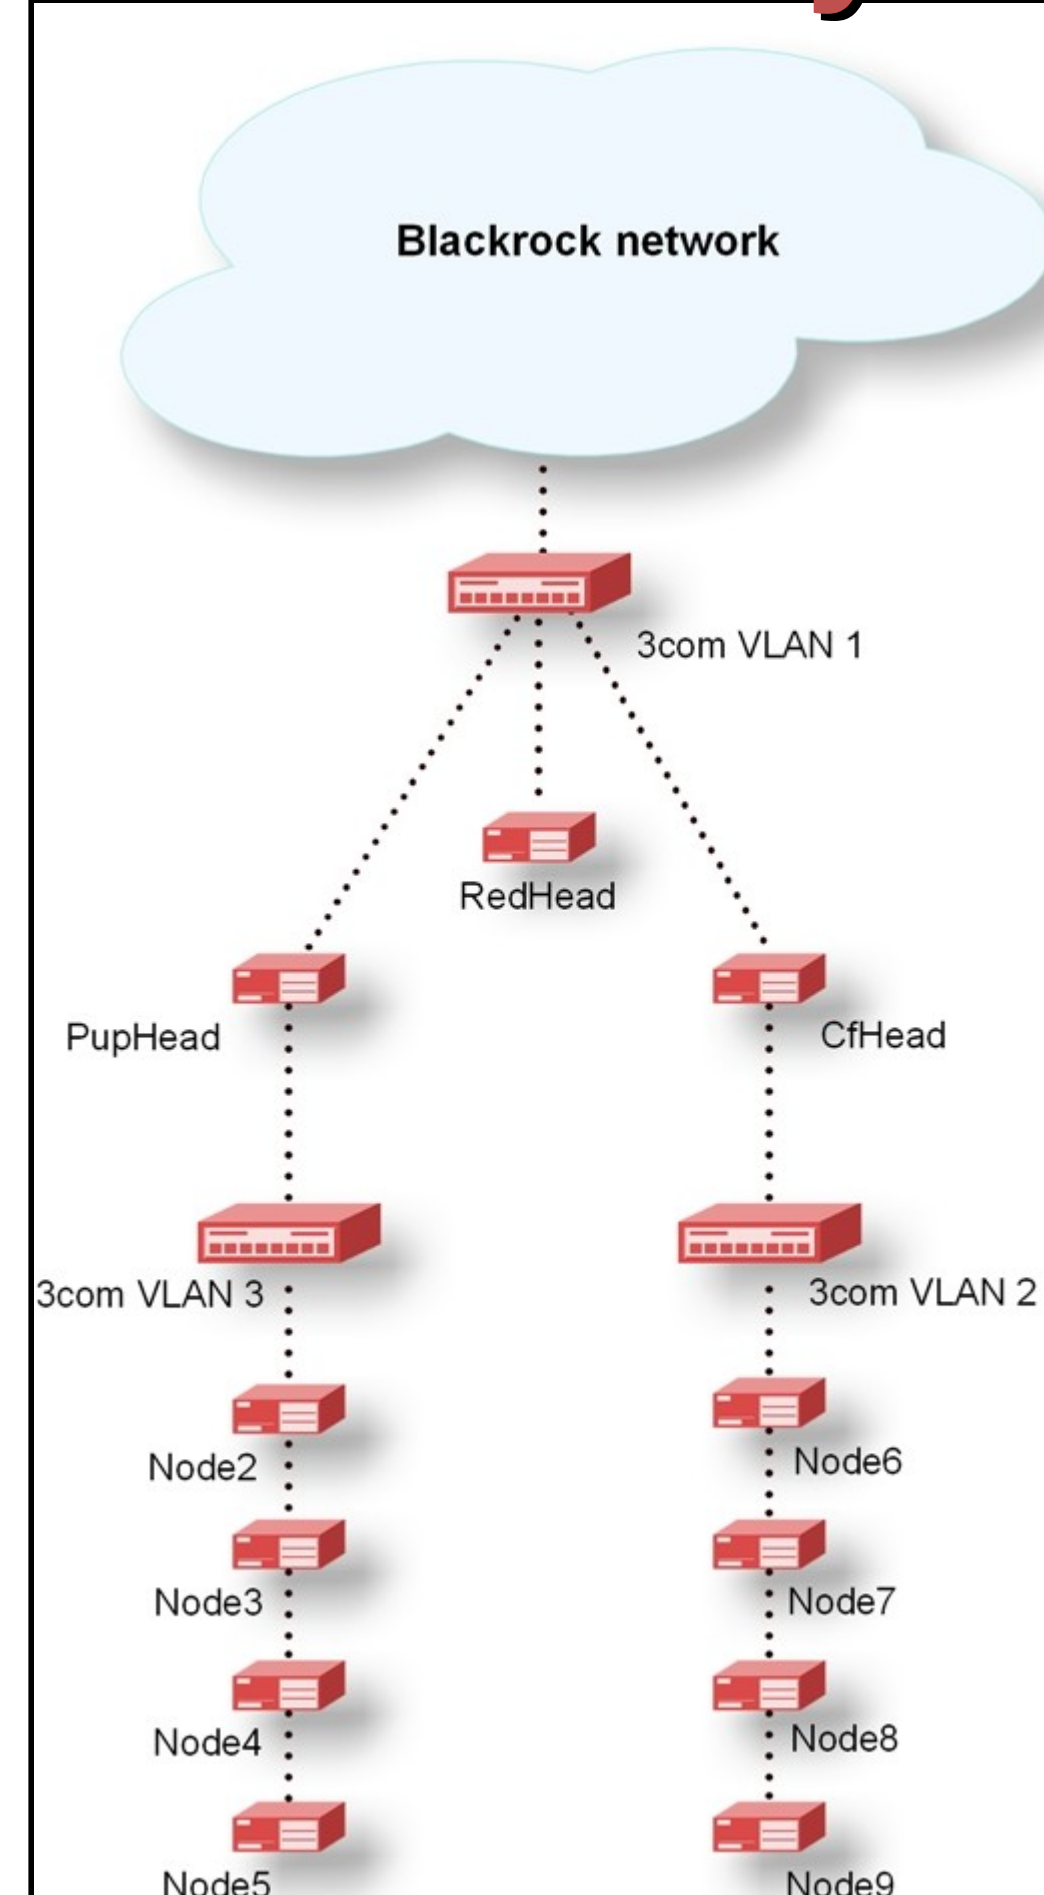 Blackrock network
3com VLAN 1
RedHead
PupHead
CfHead
3com VLAN 3
3com VLAN 2
Node2
Node6
Node3
Node7
Node4
Node8
Node5
Node9